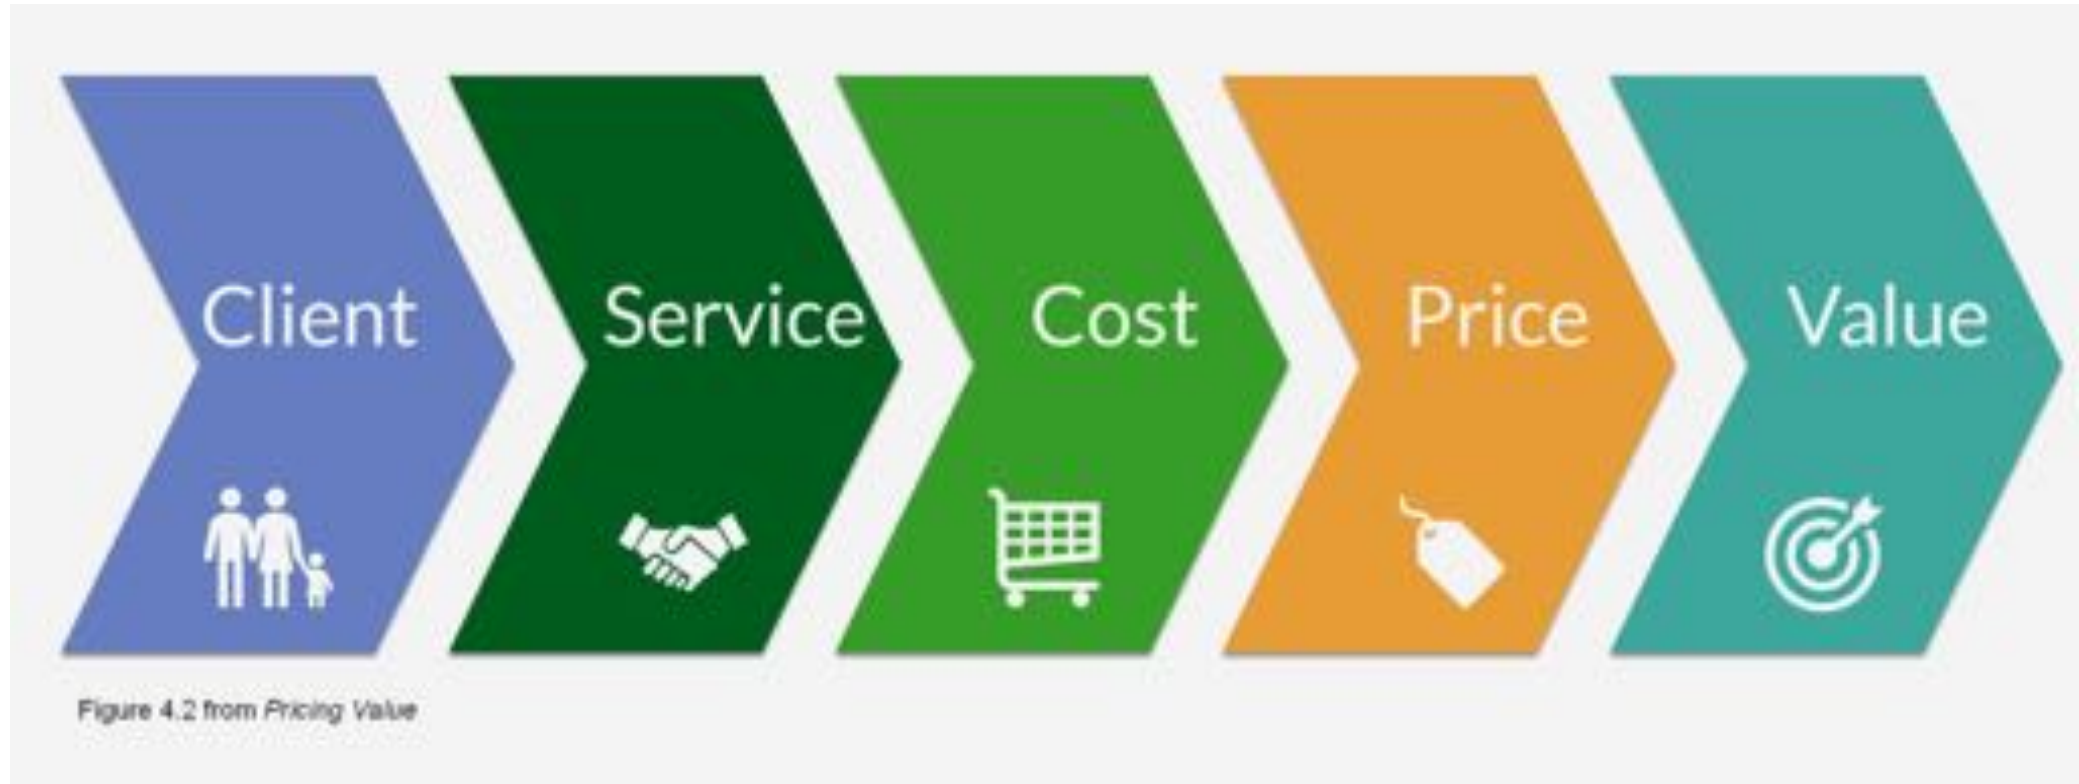 Client
Service
Cost
Price
Value
Figure 4.2 from Pricing Value